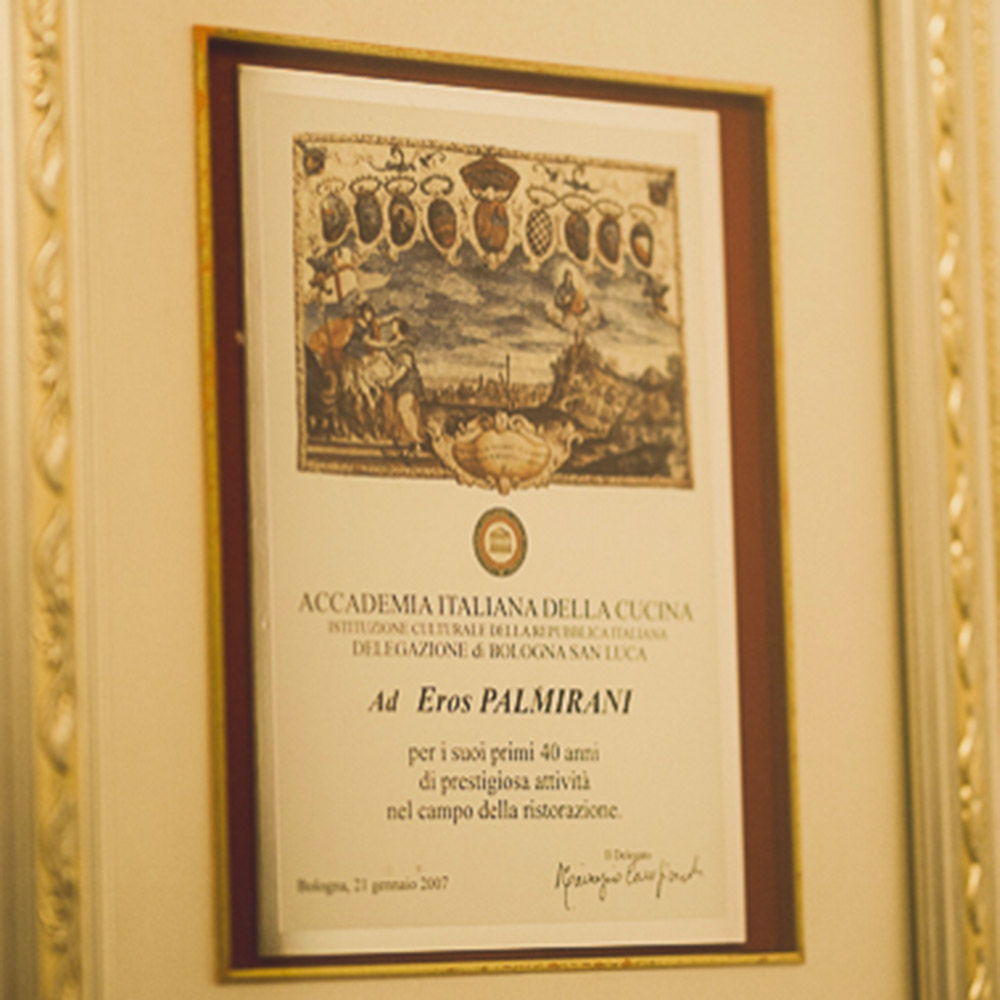 ACCADEMIA ITALIANA DELLA CUCINA
ISTITUZIONE CULTURALE DELLA REPUBBLICA ITALIANA
DELEGAZIONE di BOLOGNA SAN LUCA
Ad Eros PALMIRANI
per i suoi primi 40 anni
di prestigiosa attività
nel campo della ristorazione.
Il Delegato
Bologna, 21 gennaio 2007